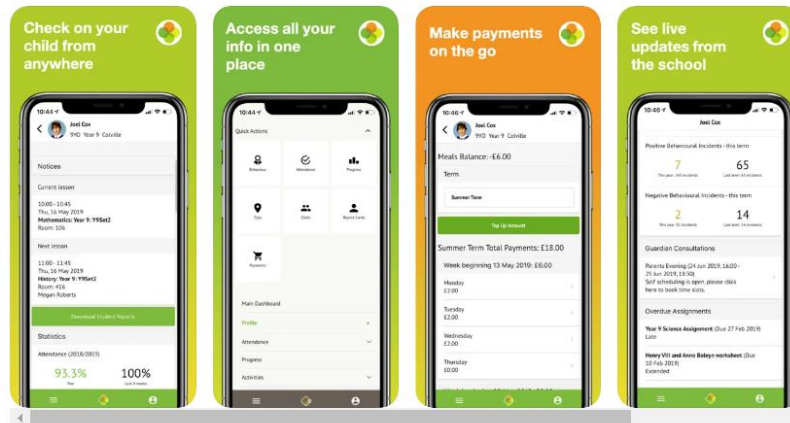 Check on your
child from
anywhere
10:44
Joel Cox
9YO Year 9 Colville
Notices
Current lesson
10:00 - 10:45
Thu, 16 May 2019
Mathematics: Year 9: Y9Set2
Room: 106
Next lesson
11:00 - 11:45
Thu, 16 May 2019
History: Year 9: Y9Set2
Room: 416
Megan Roberts
Download Student Reports
Statistics
Attendance (2018/2019)
93.3% 100%
Year Last 4 weeks
Access all your
info in one
place
10:44
Quick Actions
Behaviour Attendance Progress
Trips Clubs Report Cards
Payments
Main Dashboard
Profile
Attendance
Progress
Activities
Make payments
on the go
10:46
Joel Cox
9YO Year 9 Colville
Meals Balance: -£6.00
Term
Summer Term
Top Up Account
Summer Term Total Payments: £18.00
Week beginning 13 May 2019: £6.00
Monday
£2.00
Tuesday
£2.00
Wednesday
£2.00
Thursday
£0.00
See live
updates from
the school
10:46
Joel Cox
Positive Behavioural Incidents - this term
7 65
Negative Behavioural Incidents - this term
2 14
Guardian Consultations
Parents Evening (24 Jun 2019, 16:00 -
25 Jun 2019, 18:30)
Self scheduling is open, please click
here to book time slots.
Overdue Assignments
Year 9 Science Assignment (Due 27 Feb 2019)
Late
Henry VIII and Anne Boleyn worksheet (Due
10 Feb 2019)
Extended